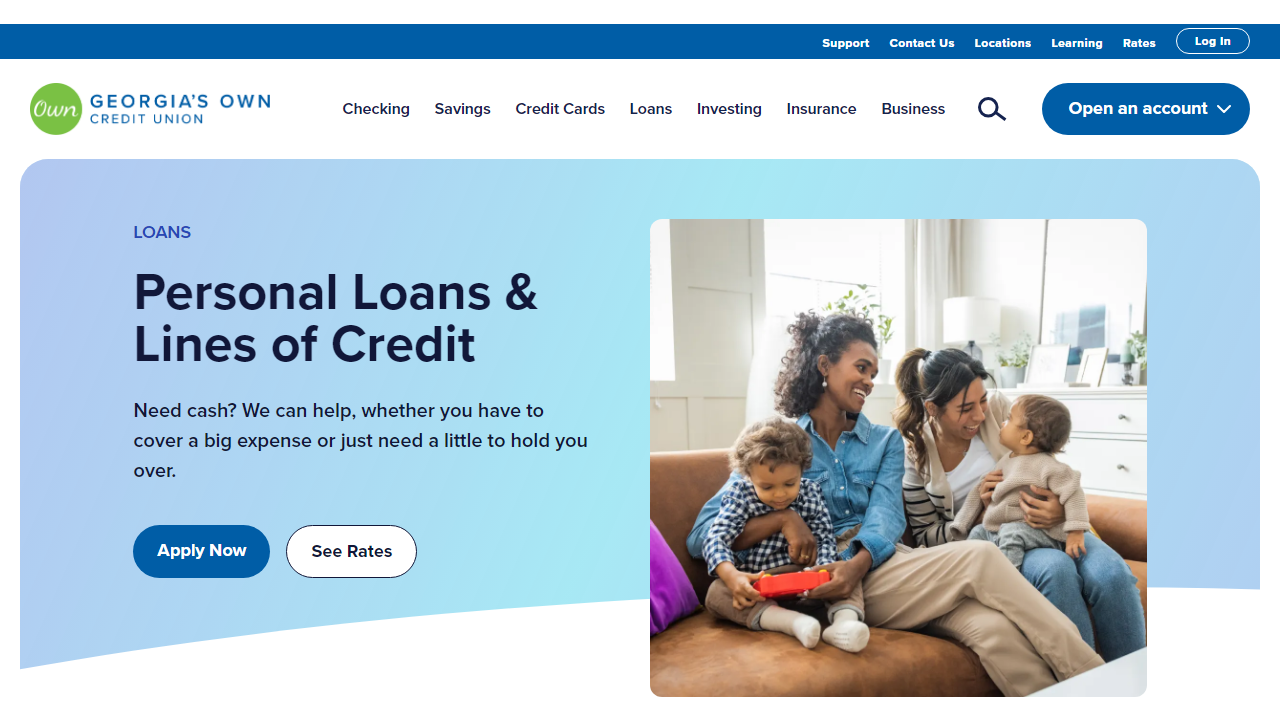 Support Contact Us Locations Learning Rates Log In
Own GEORGIA'S OWN
CREDIT UNION
Checking Savings Credit Cards Loans Investing Insurance Business Open an account
LOANS
Personal Loans &
Lines of Credit
Need cash? We can help, whether you have to
cover a big expense or just need a little to hold you
over.
Apply Now See Rates